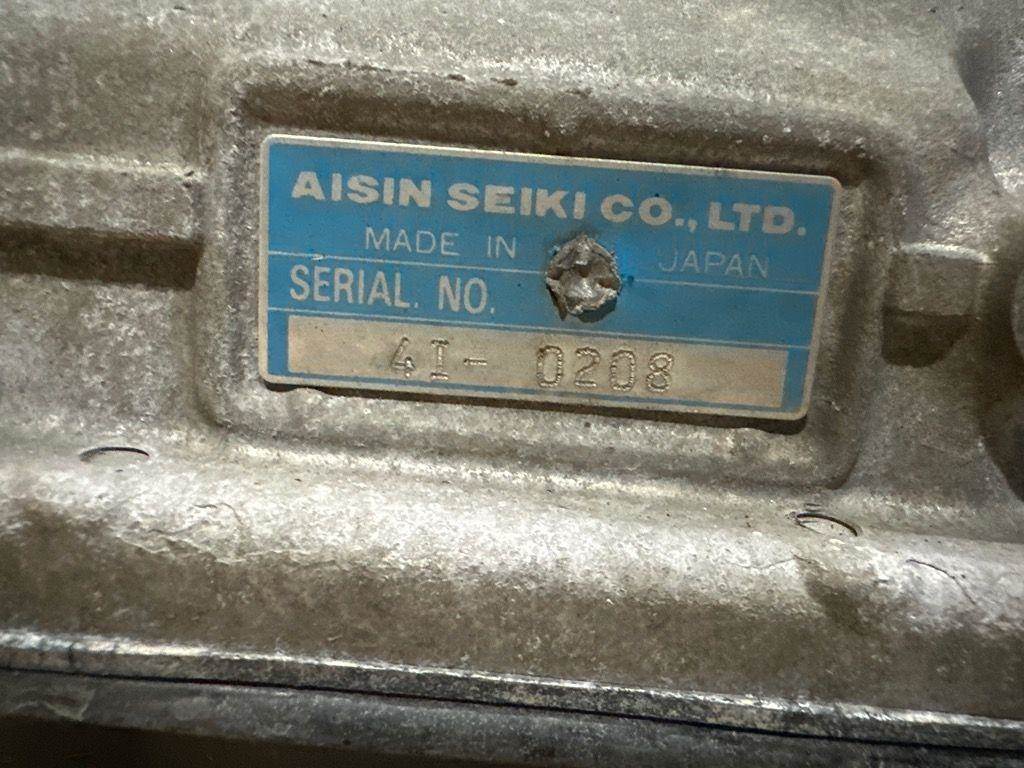 AISIN SEIKI CO., LTD.
MADE IN JAPAN
SERIAL. NO.
4I- 0208